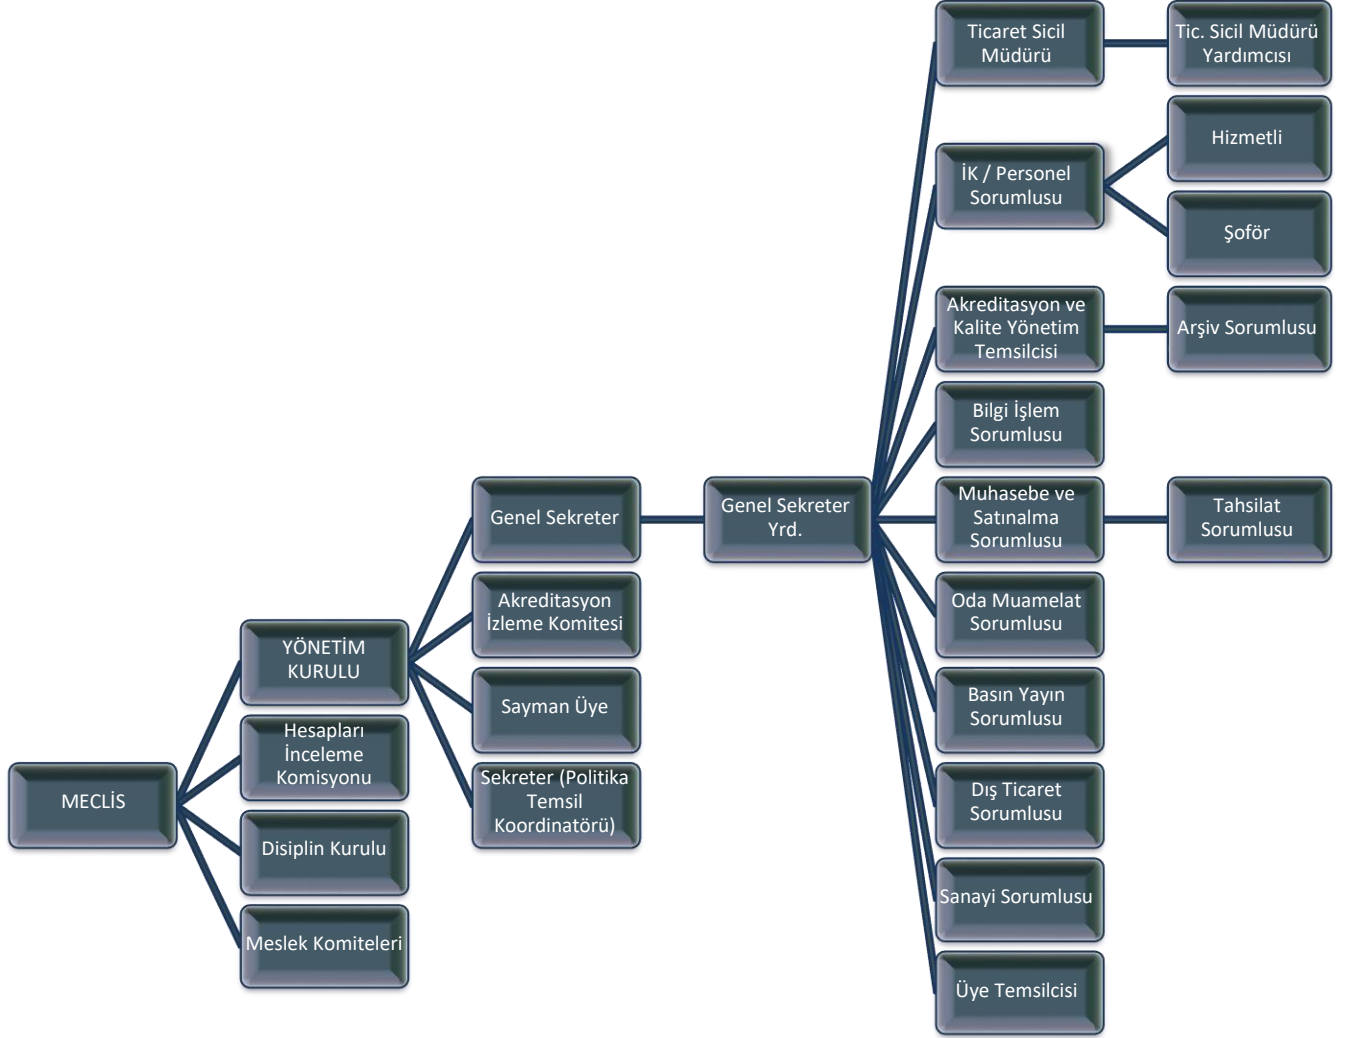 MECLİS
YÖNETİM
KURULU
Hesapları
İnceleme
Komisyonu
Disiplin Kurulu
Meslek Komiteleri
Genel Sekreter
Akreditasyon
İzleme Komitesi
Sayman Üye
Sekreter (Politika
Temsil
Koordinatörü)
Genel Sekreter
Yrd.
Ticaret Sicil
Müdürü
İK / Personel
Sorumlusu
Akreditasyon ve
Kalite Yönetim
Temsilcisi
Bilgi İşlem
Sorumlusu
Muhasebe ve
Satınalma
Sorumlusu
Oda Muamelat
Sorumlusu
Basın Yayın
Sorumlusu
Dış Ticaret
Sorumlusu
Sanayi Sorumlusu
Üye Temsilcisi
Tic. Sicil Müdürü
Yardımcısı
Hizmetli
Şoför
Arşiv Sorumlusu
Tahsilat
Sorumlusu